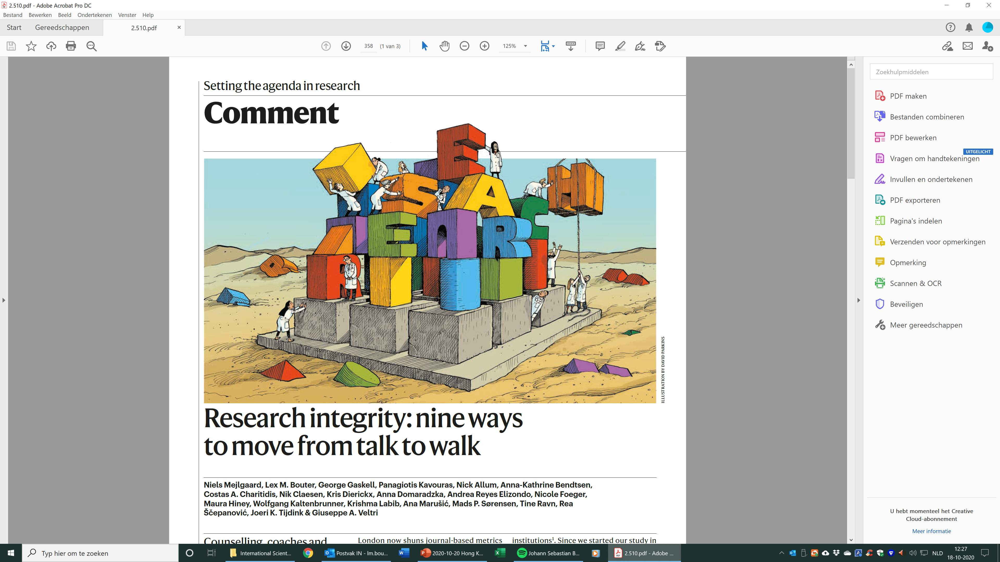 2.510.pdf - Adobe Acrobat Pro DC
Bestand Bewerken Beeld Ondertekenen Venster Help
Start Gereedschappen 2.510.pdf
358 (1 van 3) 125%
Setting the agenda in research
Comment
E
S A H
E n R C
R I
ILLUSTRATION BY DAVID PARKINS
Research integrity: nine ways
to move from talk to walk
Niels Mejlgaard, Lex M. Bouter, George Gaskell, Panagiotis Kavouras, Nick Allum, Anna-Kathrine Bendtsen,
Costas A. Charitidis, Nik Claesen, Kris Dierickx, Anna Domaradzka, Andrea Reyes Elizondo, Nicole Foeger,
Maura Hiney, Wolfgang Kaltenbrunner, Krishma Labib, Ana Marušić, Mads P. Sørensen, Tine Ravn, Rea
Ščepanović, Joeri K. Tijdink & Giuseppe A. Veltri
Counselling, coaches and
London now shuns journal-based metrics
institutions¹. Since we started our study in
Zoekhulpmiddelen
PDF maken
Bestanden combineren
PDF bewerken
UITGELICHT
Vragen om handtekeningen
Invullen en ondertekenen
PDF exporteren
Pagina's indelen
Verzenden voor opmerkingen
Opmerking
Scannen & OCR
Beveiligen
Meer gereedschappen
U hebt momenteel het Creative
Cloud-abonnement
Meer informatie
Typ hier om te zoeken
International Scient...
Postvak IN - lm.bou...
2020-10-20 Hong K...
Johann Sebastian B...
2.510.pdf - Adobe ...
NLD
12:27
18-10-2020